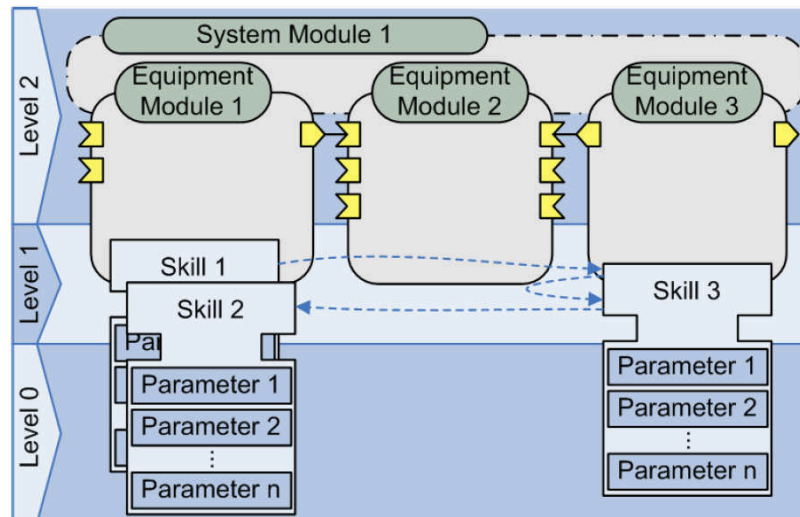 System Module 1
Equipment
Module 1
Equipment
Module 2
Equipment
Module 3
Level 2
Level 1
Level 0
Skill 1
Skill 2
Skill 3
Par
Parameter 1
Parameter 2
⋮
Parameter n
Parameter 1
Parameter 2
⋮
Parameter n